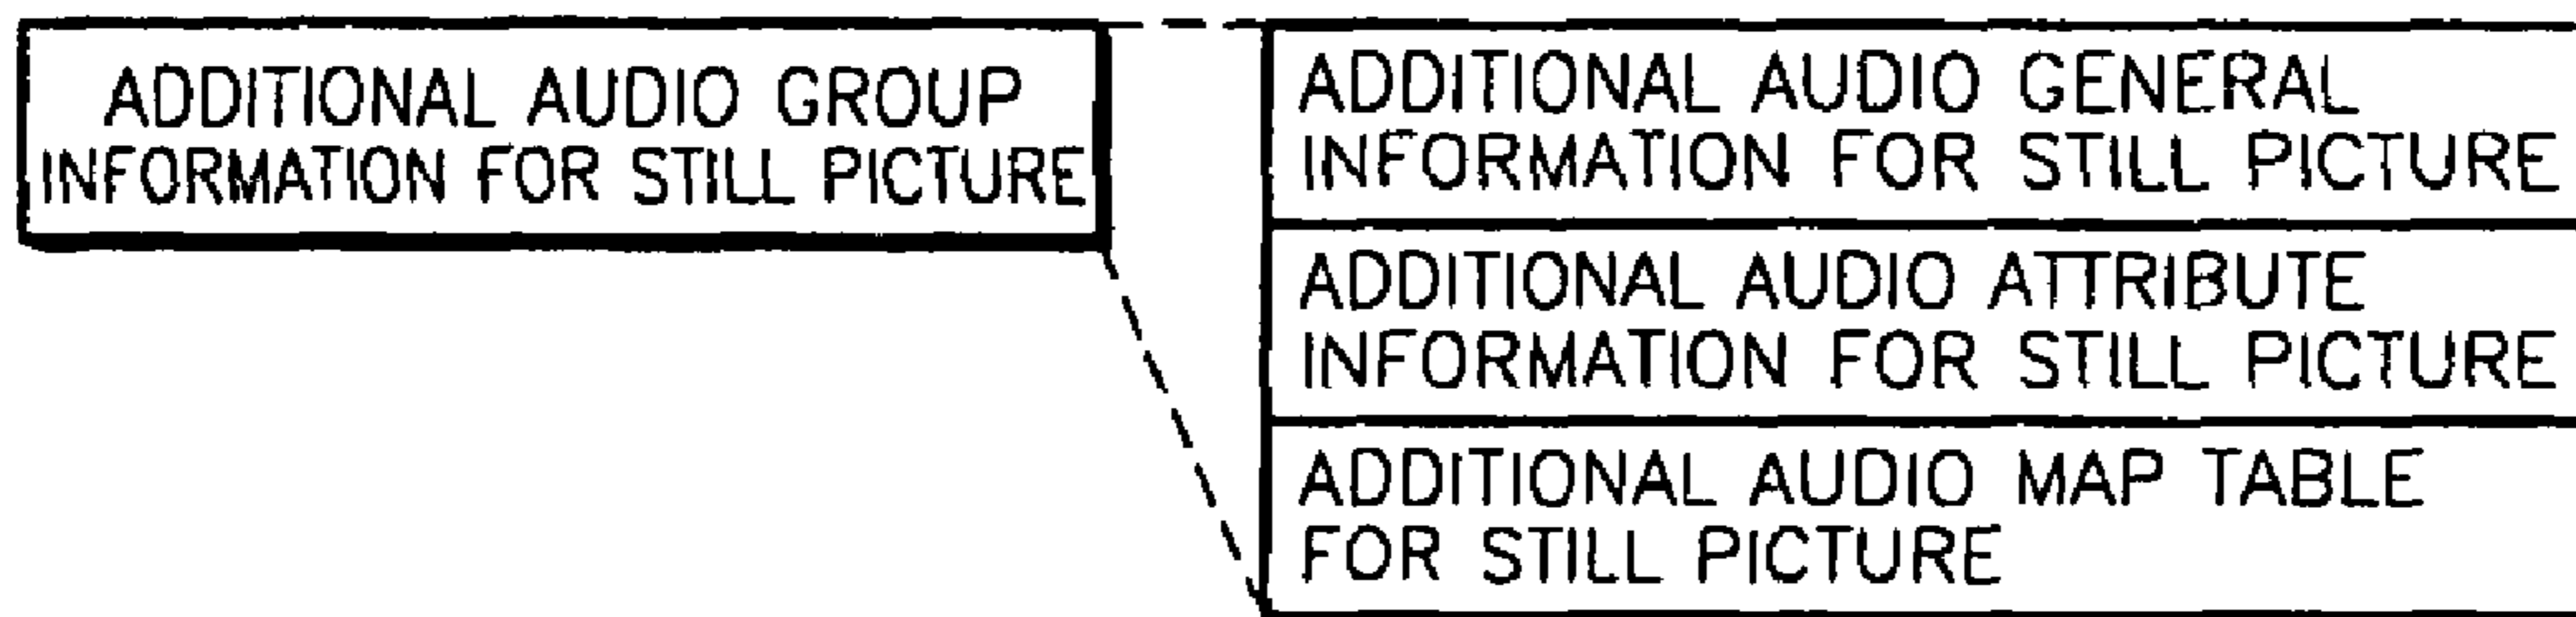 ADDITIONAL AUDIO GROUP
INFORMATION FOR STILL PICTURE
ADDITIONAL AUDIO GENERAL
INFORMATION FOR STILL PICTURE
ADDITIONAL AUDIO ATTRIBUTE
INFORMATION FOR STILL PICTURE
ADDITIONAL AUDIO MAP TABLE
FOR STILL PICTURE